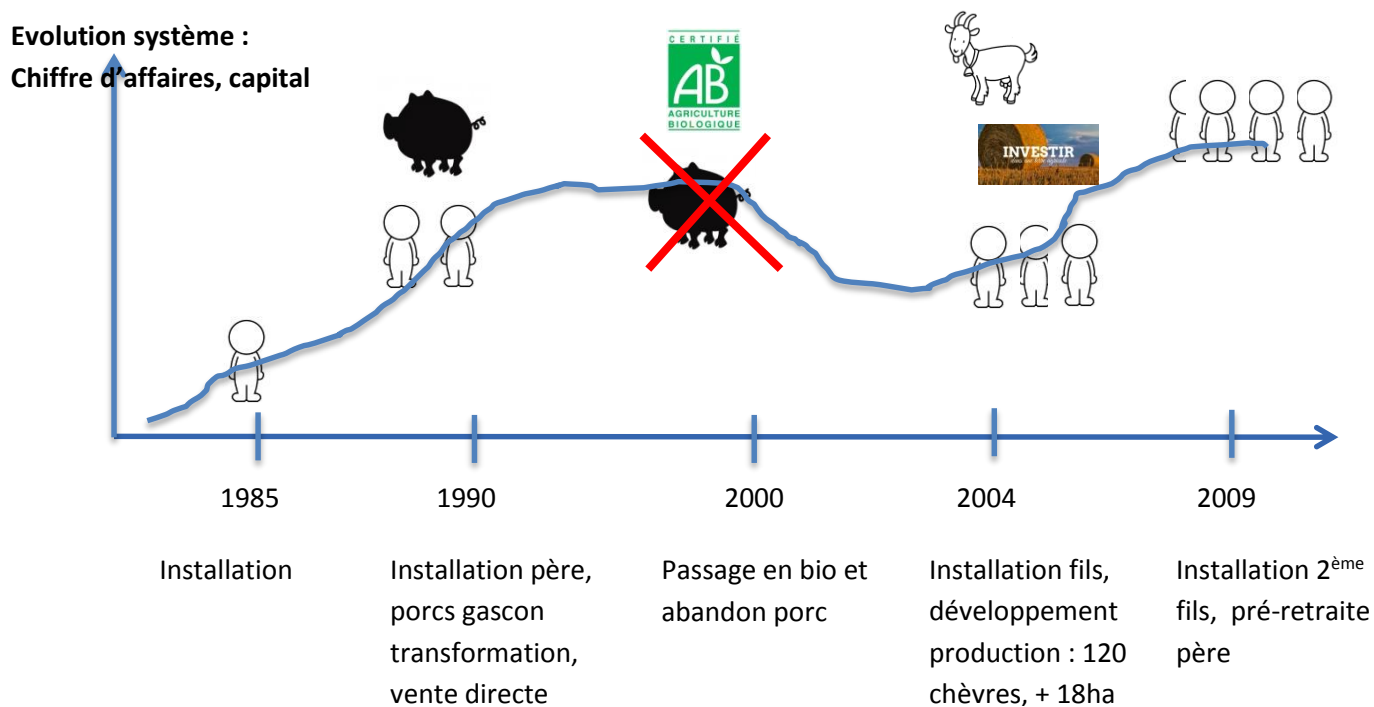 Evolution système :
Chiffre d'affaires, capital
CERTIFIÉ
AB
AGRICULTURE
BIOLOGIQUE
INVESTIR
1985
1990
2000
2004
2009
Installation
Installation père,
porcs gascon
transformation,
vente directe
Passage en bio et
abandon porc
Installation fils,
développement
production : 120
chèvres, + 18ha
Installation 2ème
fils, pré-retraite
père